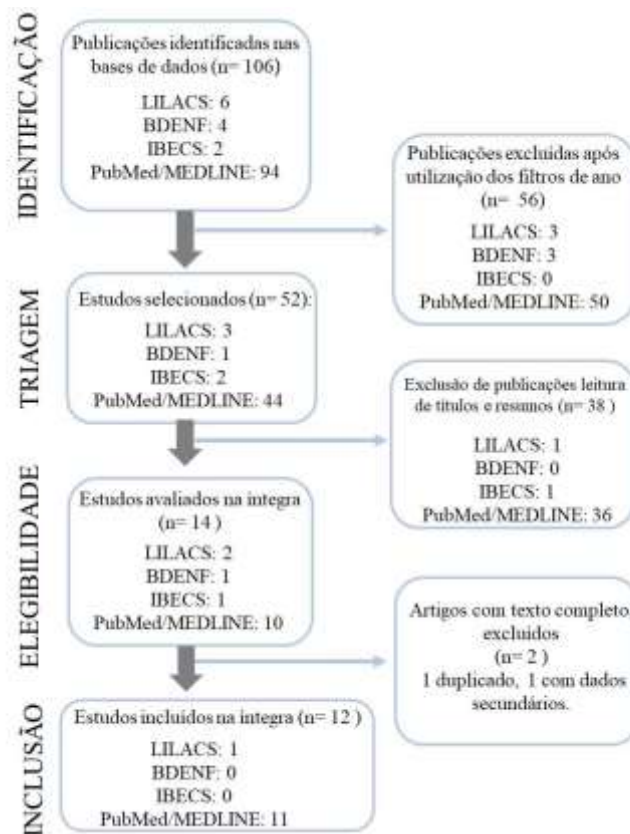 IDENTIFICAÇÃO
Publicações identificadas nas
bases de dados (n= 106)
LILACS: 6
BDENF: 4
IBECS: 2
PubMed/MEDLINE: 94
Publicações excluidas após
utilização dos filtros de ano
(n= 56)
LILACS: 3
BDENF: 3
IBECS: 0
PubMed/MEDLINE: 50
TRIAGEM
Estudos selecionados (n= 52):
LILACS: 3
BDENF: 1
IBECS: 2
PubMed/MEDLINE: 44
Exclusão de publicações leitura
de títulos e resumos (n= 38 )
LILACS: 1
BDENF: 0
IBECS: 1
PubMed/MEDLINE: 36
ELEGIBILIDADE
Estudos avaliados na integra
(n= 14 )
LILACS: 2
BDENF: 1
IBECS: 1
PubMed/MEDLINE: 10
Artigos com texto completo
excluídos
(n= 2 )
1 duplicado, 1 com dados
secundários.
INCLUSÃO
Estudos incluidos na integra (n= 12 )
LILACS: 1
BDENF: 0
IBECS: 0
PubMed/MEDLINE: 11